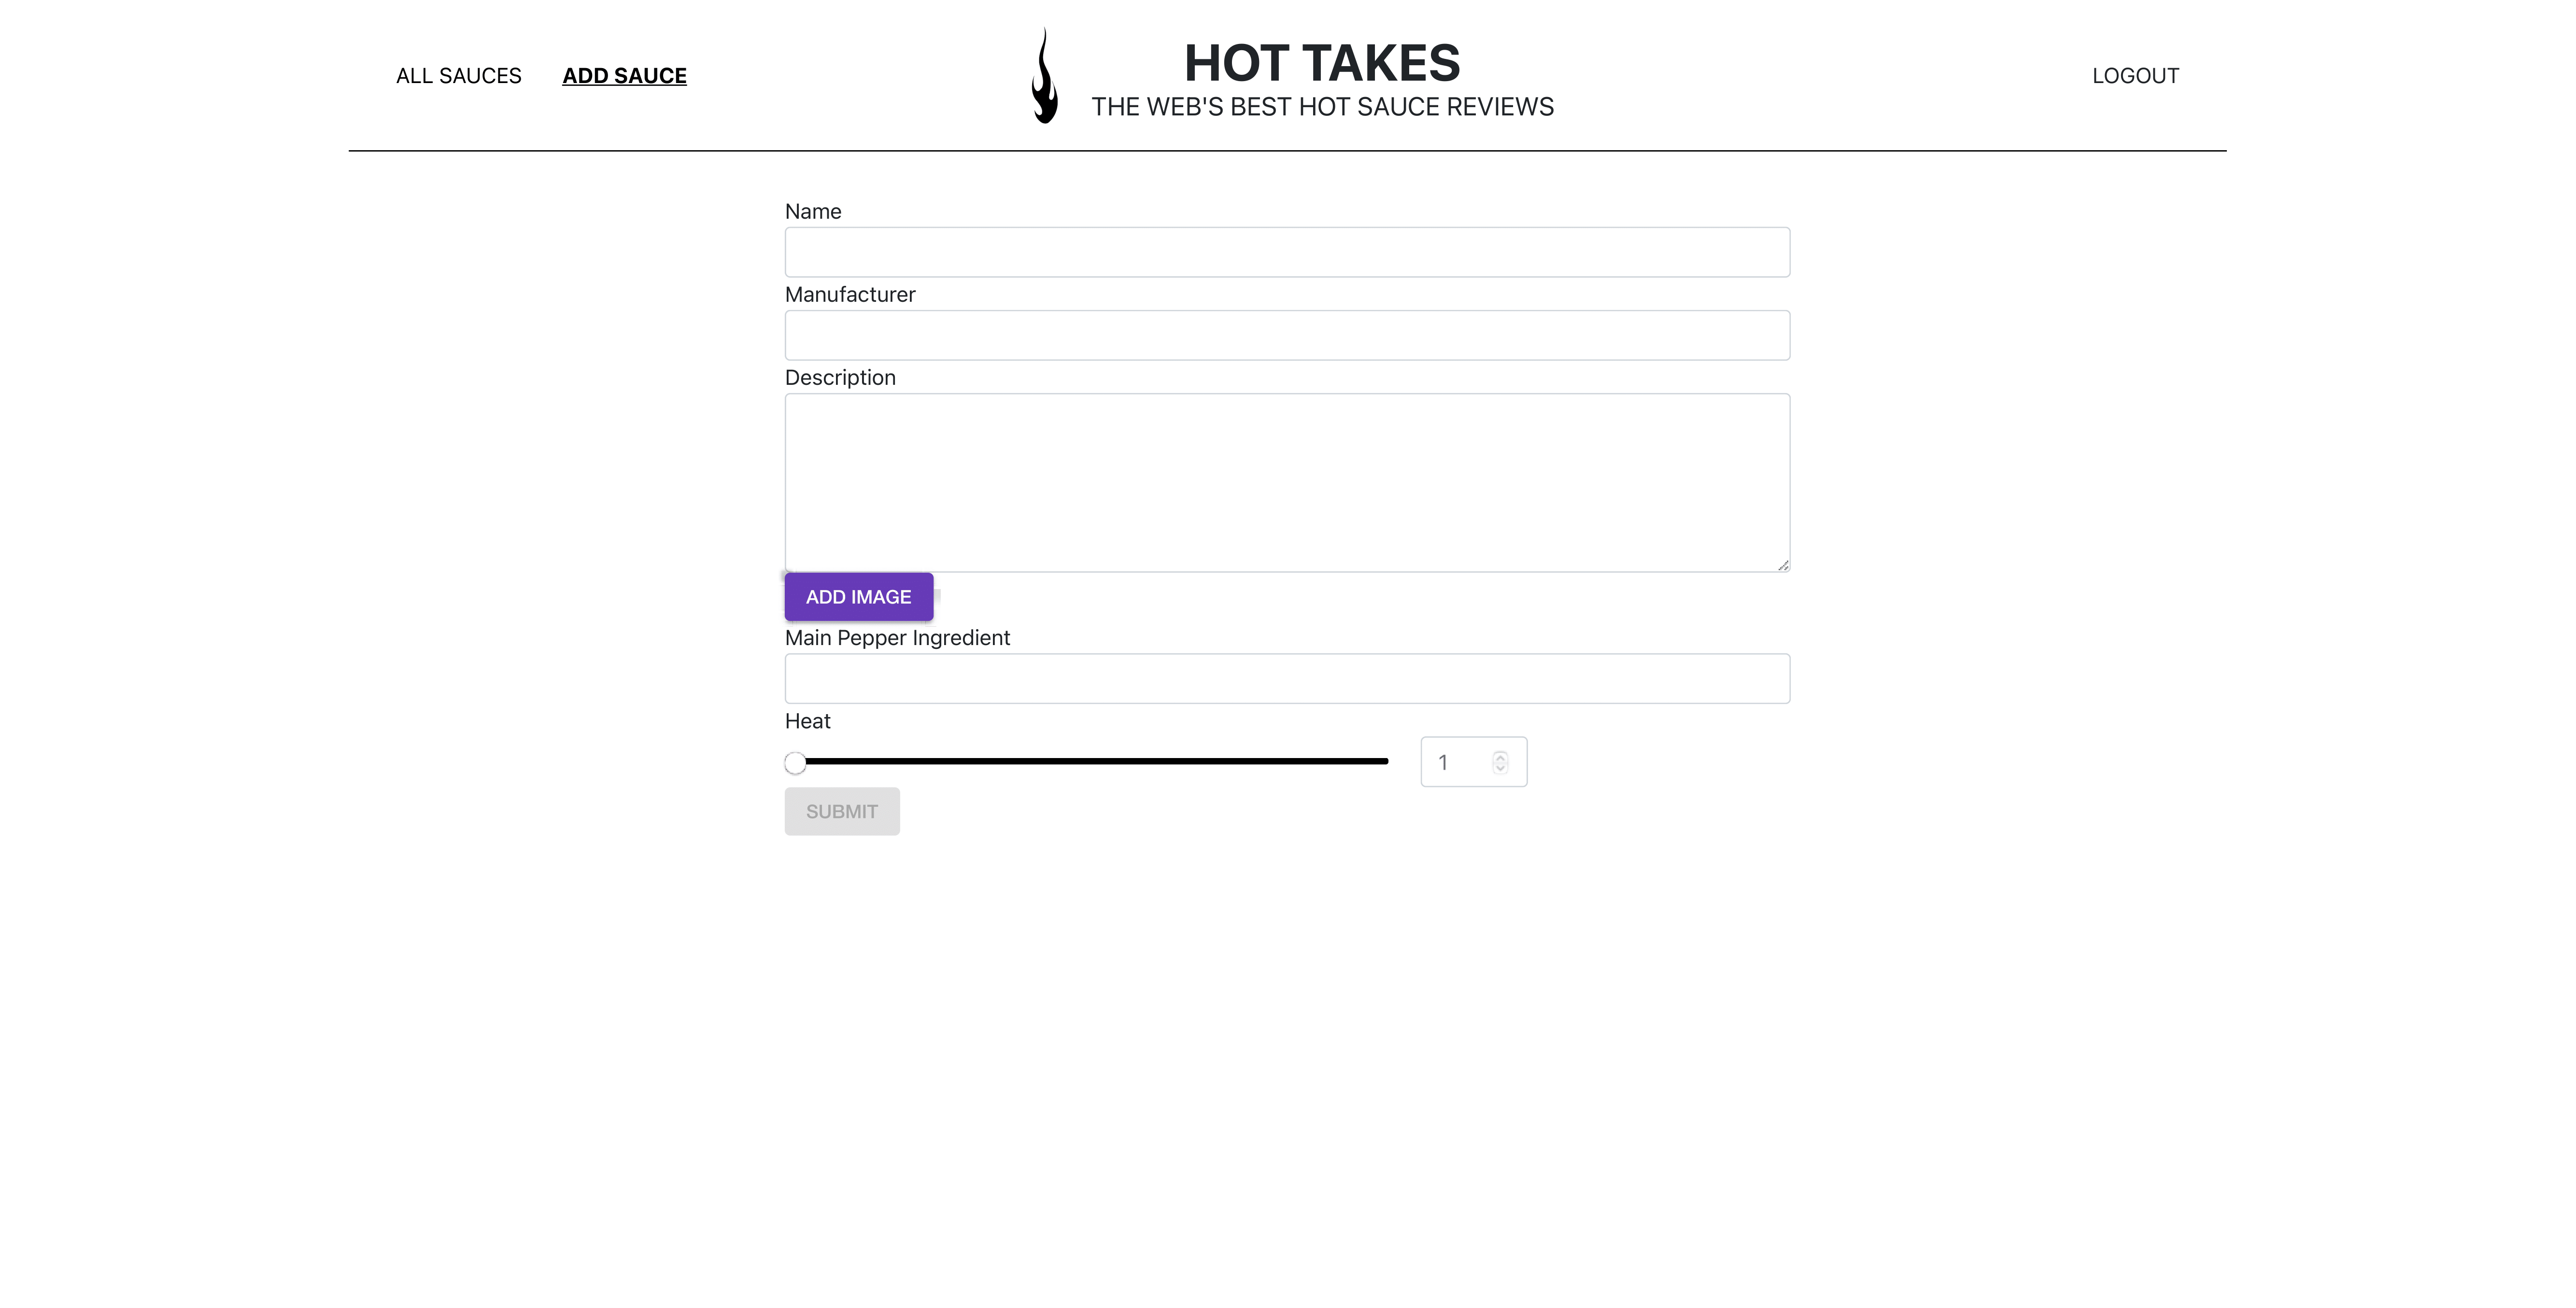 ALL SAUCES
ADD SAUCE
HOT TAKES
THE WEB'S BEST HOT SAUCE REVIEWS
LOGOUT
Name
Manufacturer
Description
ADD IMAGE
Main Pepper Ingredient
Heat
1
SUBMIT